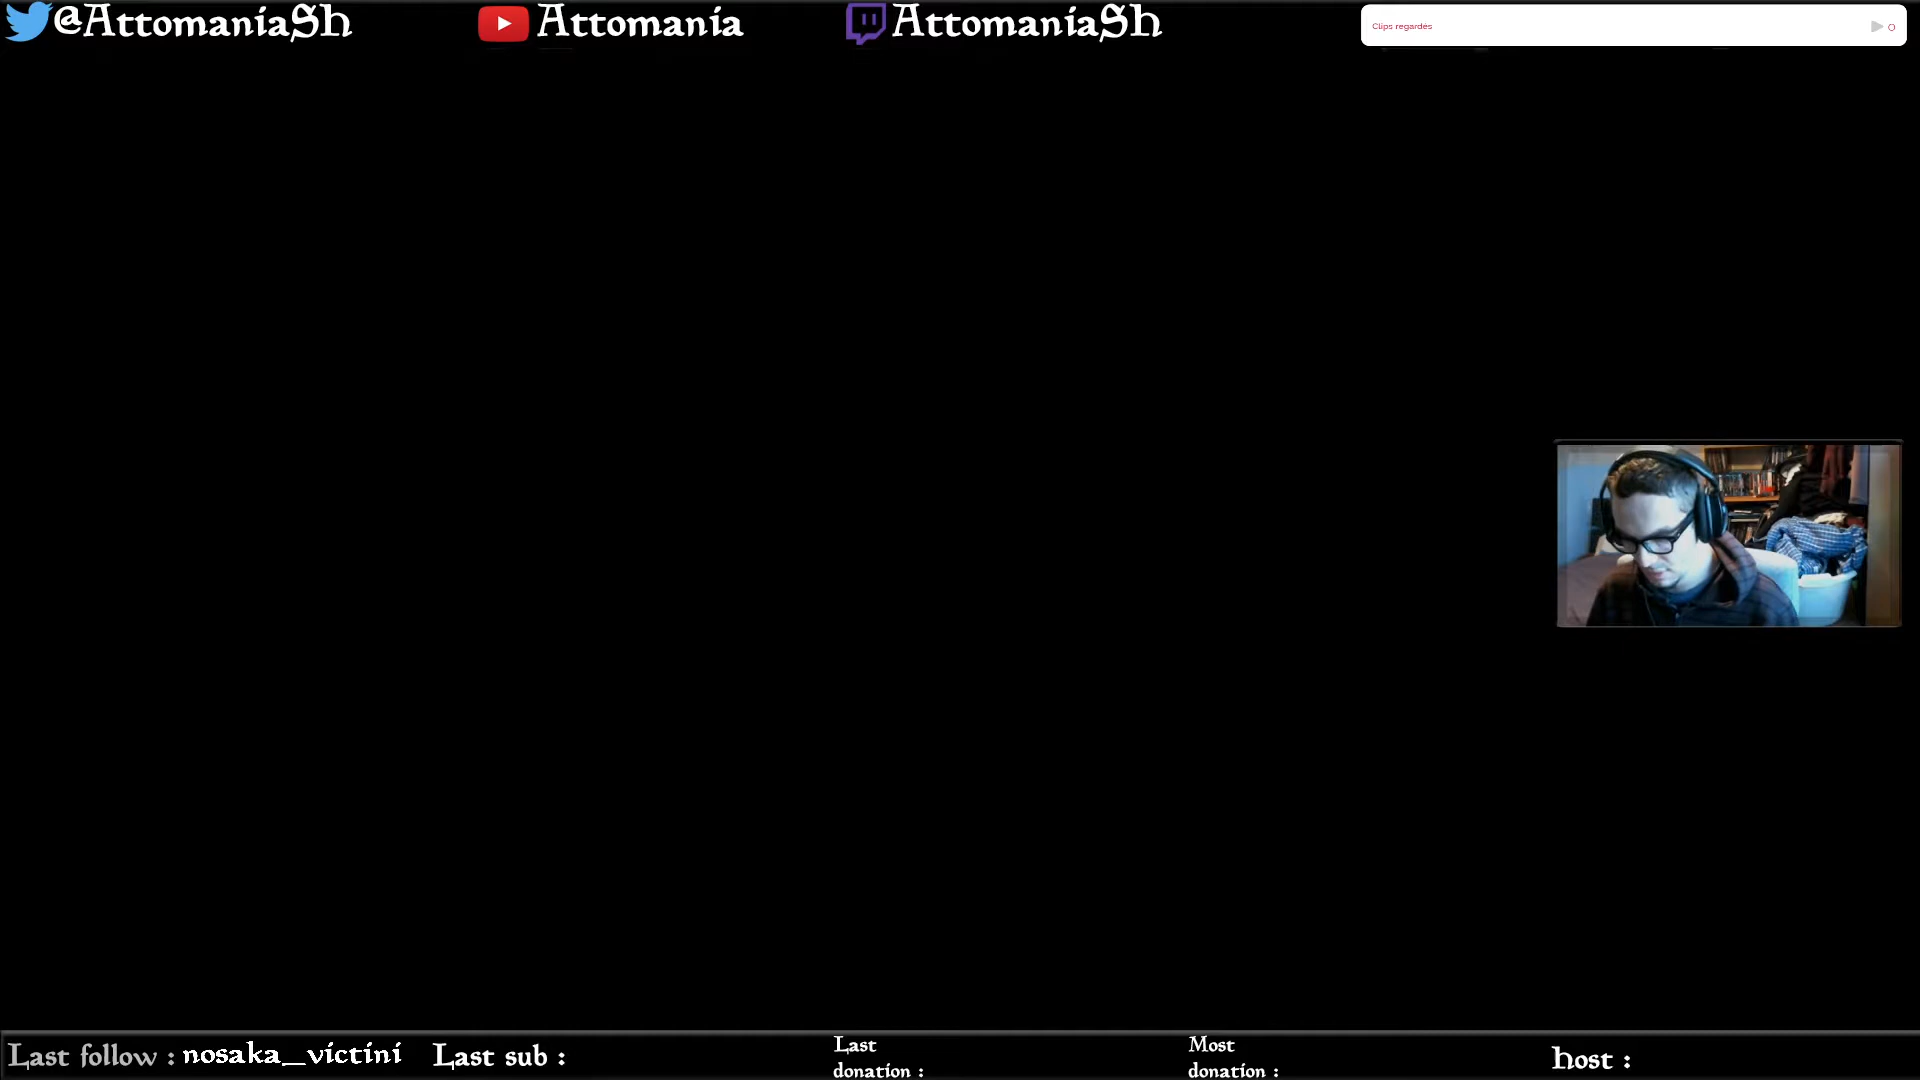 @AttomaniaSh
Attomania
AttomaniaSh
Clips regardés
0
Last follow : nosaka_victini
Last sub :
Last
donation :
Most
donation :
host :